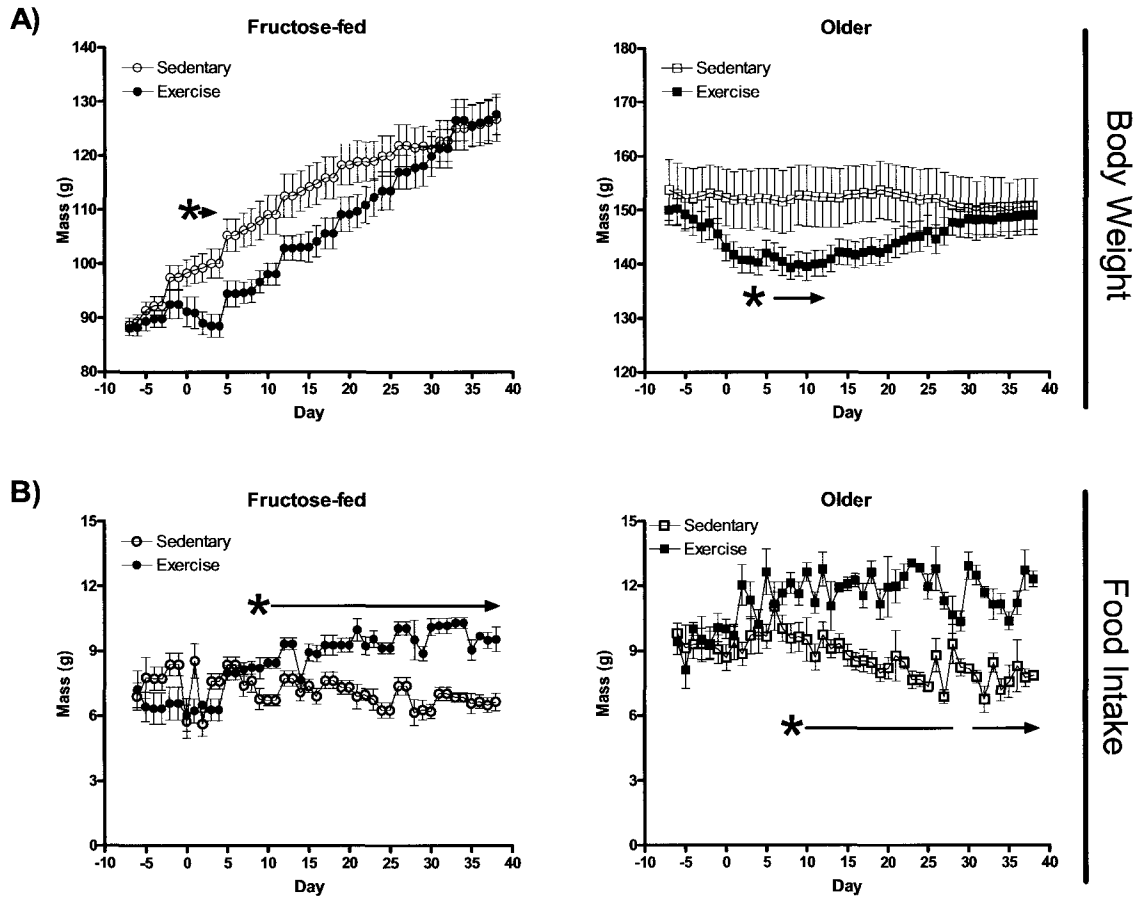 A)
Fructose-fed
Older
140
130
120
110
100
90
80
Mass (g)
Sedentary
Exercise
*
-10 -5 0 5 10 15 20 25 30 35 40
Day
180
170
160
150
140
130
120
Mass (g)
Sedentary
Exercise
*
-10 -5 0 5 10 15 20 25 30 35 40
Day
Body Weight
B)
Fructose-fed
Older
15
12
9
6
3
0
Mass (g)
Sedentary
Exercise
*
-10 -5 0 5 10 15 20 25 30 35 40
Day
15
12
9
6
3
0
Mass (g)
Sedentary
Exercise
*
-10 -5 0 5 10 15 20 25 30 35 40
Day
Food Intake